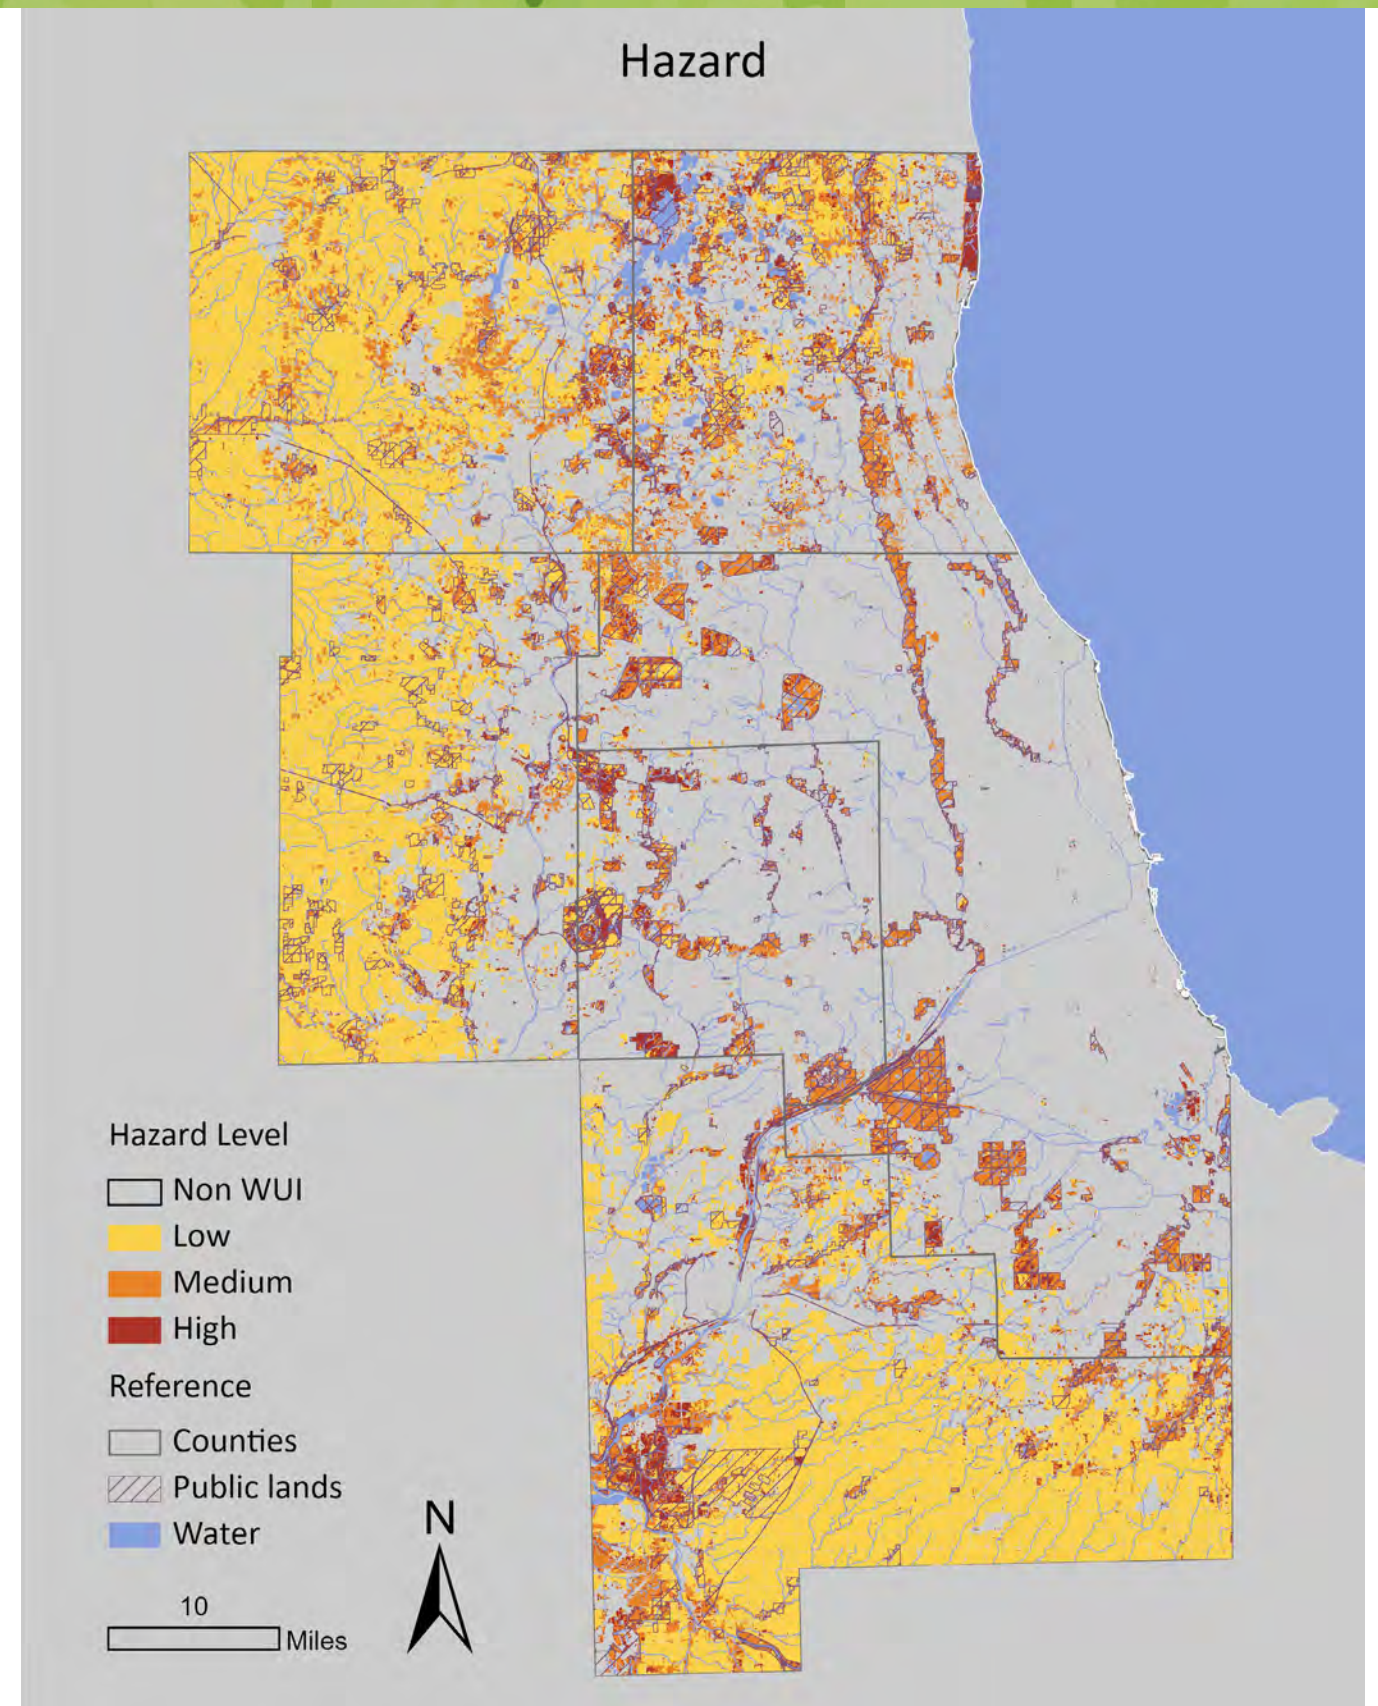 Hazard
Hazard Level
Non WUI
Low
Medium
High
Reference
Counties
Public lands
Water
N
10
Miles